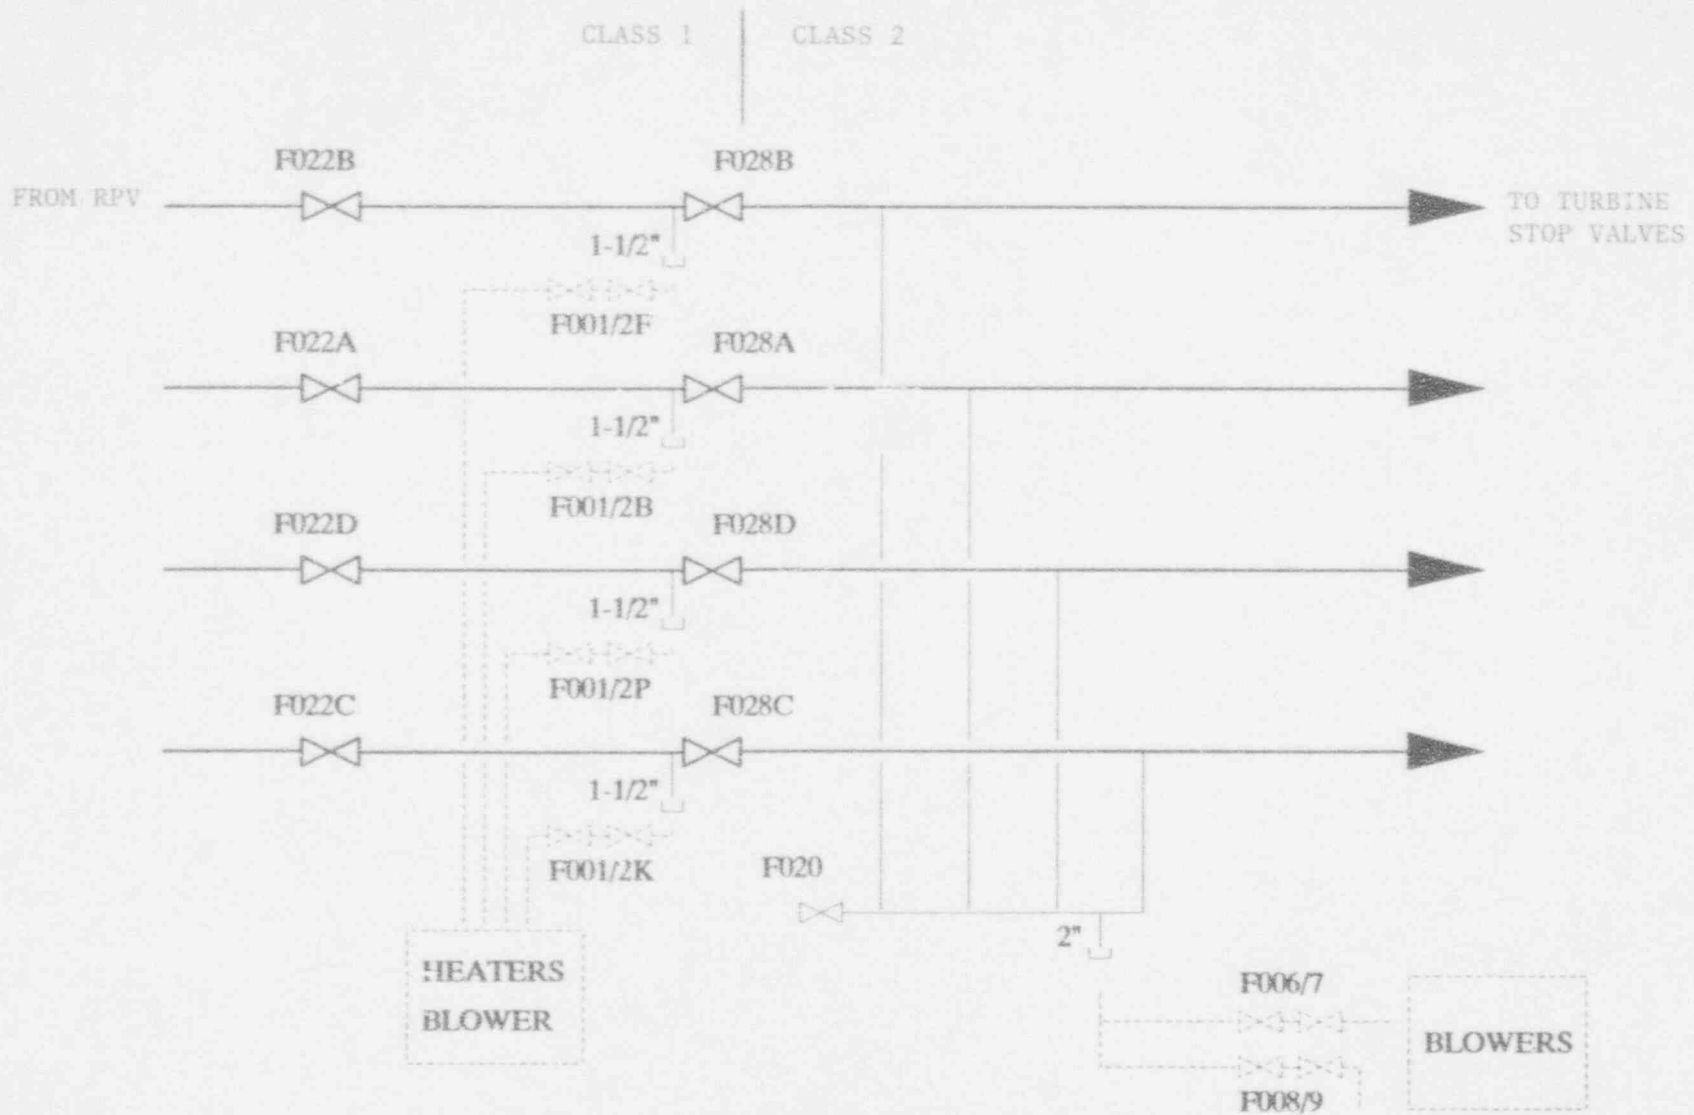 CLASS 1
CLASS 2
F022B
F028B
FROM RPV
TO TURBINE
STOP VALVES
1-1/2"
F001/2F
F022A
F028A
1-1/2"
F001/2B
F022D
F028D
1-1/2"
F001/2P
F022C
F028C
1-1/2"
F001/2K
F020
2"
HEATERS
BLOWER
F006/7
BLOWERS
F008/9